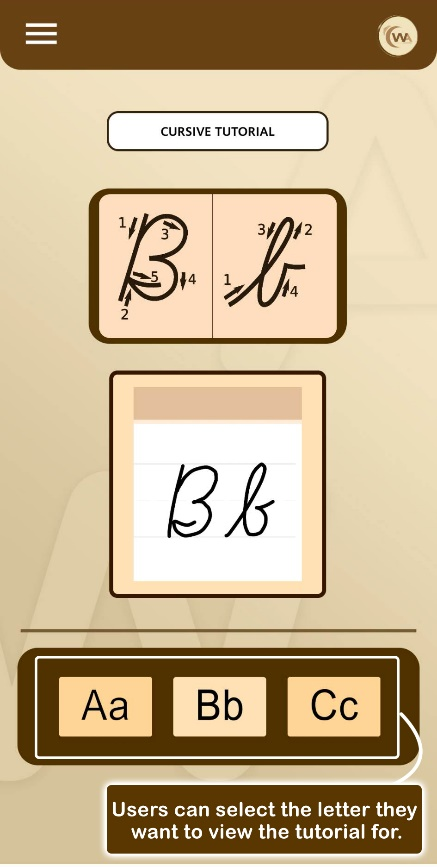 WA
CURSIVE TUTORIAL
1 3 3 2
5 4 1 4
2
B b
B b
Aa Bb Cc
Users can select the letter they
want to view the tutorial for.